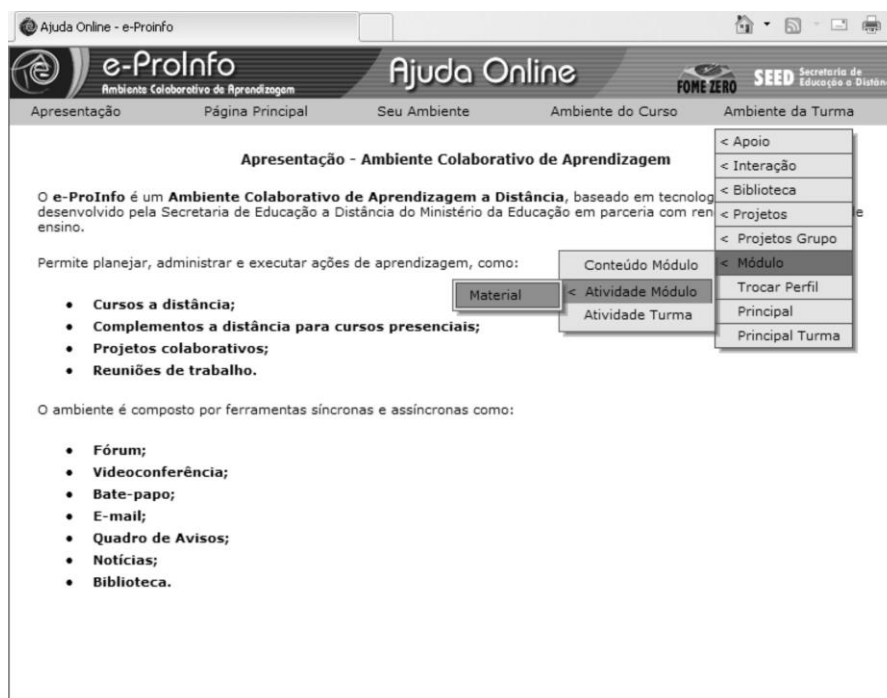 Ajuda Online - e-Proinfo
e-ProInfo
Ambiente Colaborativo de Aprendizagem
Ajuda Online
FOME ZERO
SEED Secretaria de
Educação a Distân
Apresentação Página Principal Seu Ambiente Ambiente do Curso Ambiente da Turma
< Apoio
< Interação
< Biblioteca
< Projetos
< Projetos Grupo
< Módulo
Trocar Perfil
Principal
Principal Turma
Conteúdo Módulo
< Atividade Módulo
Atividade Turma
Material
Apresentação - Ambiente Colaborativo de Aprendizagem
O e-ProInfo é um Ambiente Colaborativo de Aprendizagem a Distância, baseado em tecnolog
desenvolvido pela Secretaria de Educação a Distância do Ministério da Educação em parceria com ren
ensino.
Permite planejar, administrar e executar ações de aprendizagem, como:
• Cursos a distância;
• Complementos a distância para cursos presenciais;
• Projetos colaborativos;
• Reuniões de trabalho.
O ambiente é composto por ferramentas síncronas e assíncronas como:
• Fórum;
• Videoconferência;
• Bate-papo;
• E-mail;
• Quadro de Avisos;
• Notícias;
• Biblioteca.